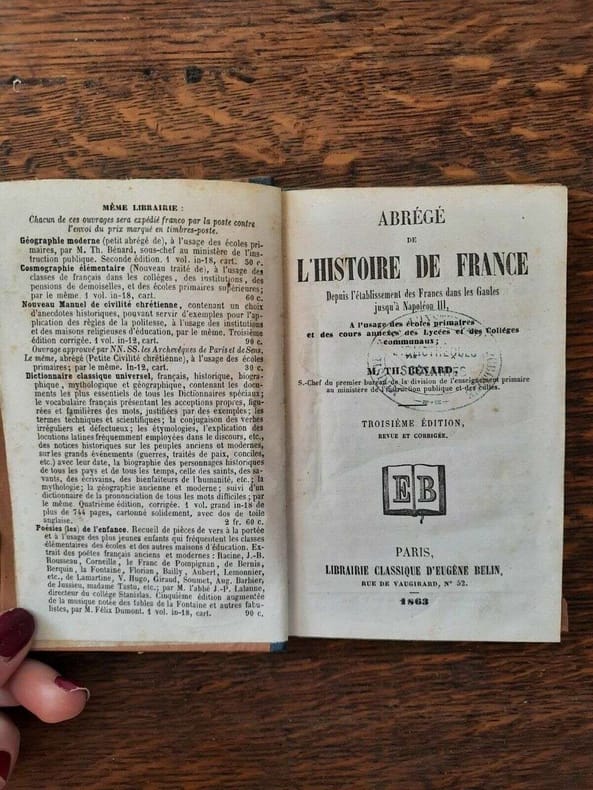 MÊME LIBRAIRIE :
Chacun de ces ouvrages sera expédié franco par la poste contre
l'envoi du prix marqué en timbres-poste.
Géographie moderne (petit abrégé de), à l'usage des écoles pri-
maires, par M. Th. Bénard, sous-chef au ministère de l'in-
struction publique. Seconde édition. 1 vol. in-18, cart. 50 c.
Cosmographie élémentaire (Nouveau traité de), à l'usage des
classes de français dans les collèges, des institutions, des
pensions de demoiselles, et des écoles primaires supérieures;
par le même 1 vol. in-18, cart. 60 c.
Nouveau Manuel de civilité chrétienne, contenant un choix
d'anecdotes historiques, pouvant servir d'exemples pour l'ap-
plication des règles de la politesse, à l'usage des institutions
et maisons religieuses d'éducation, par le même. Troisième
édition corrigée. 1 vol. in-12, cart. 90 c.
Ouvrage approuvé par NN. SS. les Archevêques de Paris et de Sens.
Le même, abrégé (Petite Civilité chrétienne), à l'usage des écoles
primaires; par le même. In-12, cart. 30 c.
Dictionnaire classique universel, français, historique, biogra-
phique, mythologique et géographique, contenant les docu-
ments les plus essentiels de tous les Dictionnaires spéciaux;
le vocabulaire français présentant les acceptions propres, figu-
rées et familières des mots, justifiées par des exemples; les
termes techniques et scientifiques; la conjugaison des verbes
irréguliers et défectueux; les étymologies, l'explication des
locutions latines fréquemment employées dans le discours, etc.,
des notices historiques sur les peuples anciens et modernes,
sur les grands événements (guerres, traités de paix, conciles,
etc.) avec leur date, la biographie des personnages historiques
de tous les pays et de tous les temps, celle des saints, des sa-
vants, des écrivains, des bienfaiteurs de l'humanité, etc.; la
mythologie; la géographie ancienne et moderne; suivi d'un
dictionnaire de la prononciation de tous les mots difficiles; par
le même. Quatrième édition, corrigée. 1 vol. grand in-18 de
plus de 744 pages, cartonné solidement, avec dos de toile
anglaise. 2 fr. 60 c.
Poésies (les) de l'enfance. Recueil de pièces de vers à la portée
et à l'usage des plus jeunes enfants qui fréquentent les classes
élémentaires des écoles et des autres maisons d'éducation. Ex-
trait des poètes français anciens et modernes : Racine, J.-B.
Rousseau, Corneille, le Franc de Pompignan, de Bernis,
Berquin, la Fontaine, Florian, Bailly, Aubert, Lemonnier,
etc., de Lamartine, V. Hugo, Giraud, Soumet, Aug. Barbier,
de Jussieu, madame Tastu, etc.; par M. l'abbé J.-P. Lalanne,
directeur du collége Stanislas. Cinquième édition augmentée
de la musique notée des tables de la Fontaine et autres fabu-
listes, par M. Félix Dumont. 1 vol. in-18, cart. 90 c.
ABRÉGÉ
DE
L'HISTOIRE DE FRANCE
Depuis l'établissement des Francs dans les Gaules
jusqu'à Napoléon III,
A l'usage des écoles primaires
et des cours annexes des Lycées et des Colléges
communaux;
PAR
M. TH. BÉNARD,
S.-Chef du premier bureau de la division de l'enseignement primaire
au ministère de l'instruction publique et des cultes.
TROISIÈME ÉDITION,
REVUE ET CORRIGÉE.
EB
PARIS,
LIBRAIRIE CLASSIQUE D'EUGÈNE BELIN,
RUE DE VAUGIRARD, N° 52.
1863